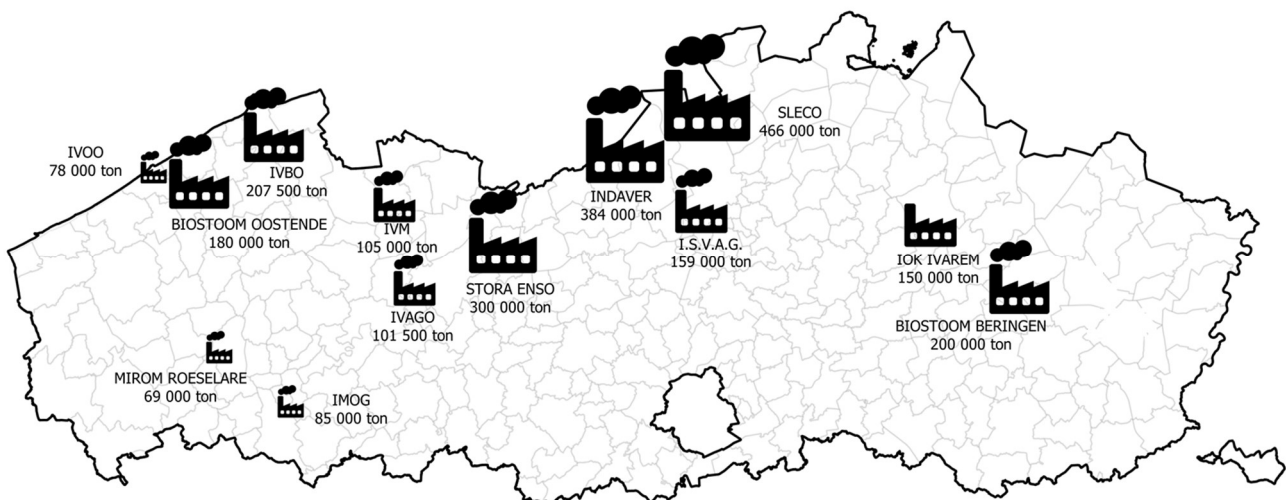 SLECO
466 000 ton
IVOO
78 000 ton
IVBO
207 500 ton
BIOSTOOM OOSTENDE
180 000 ton
IVM
105 000 ton
INDAVER
384 000 ton
I.S.V.A.G.
159 000 ton
IOK IVAREM
150 000 ton
STORA ENSO
300 000 ton
IVAGO
101 500 ton
BIOSTOOM BERINGEN
200 000 ton
MIROM ROESELARE
69 000 ton
IMOG
85 000 ton